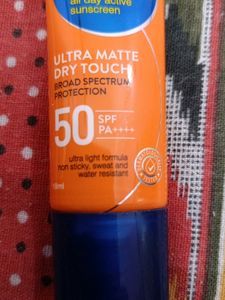 all day active
sunscreen
ULTRA MATTE
DRY TOUCH
BROAD SPECTRUM
PROTECTION
50 SPF
PA++++
ultra light formula
non sticky, sweat and
water resistant